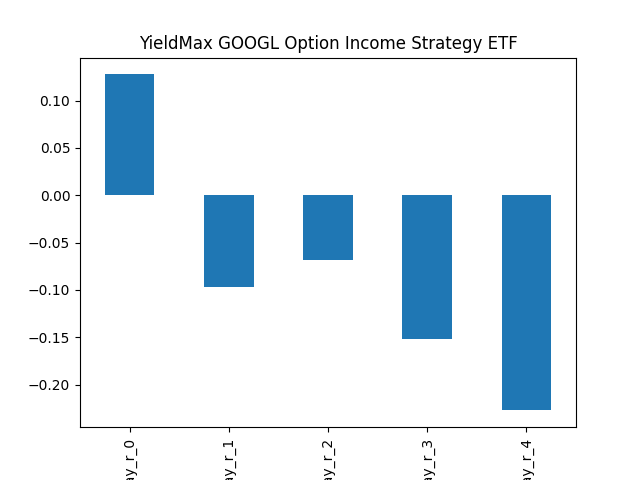 YieldMax GOOGL Option Income Strategy ETF
0.10
0.05
0.00
−0.05
−0.10
−0.15
−0.20
ay_r_0
ay_r_1
ay_r_2
ay_r_3
ay_r_4